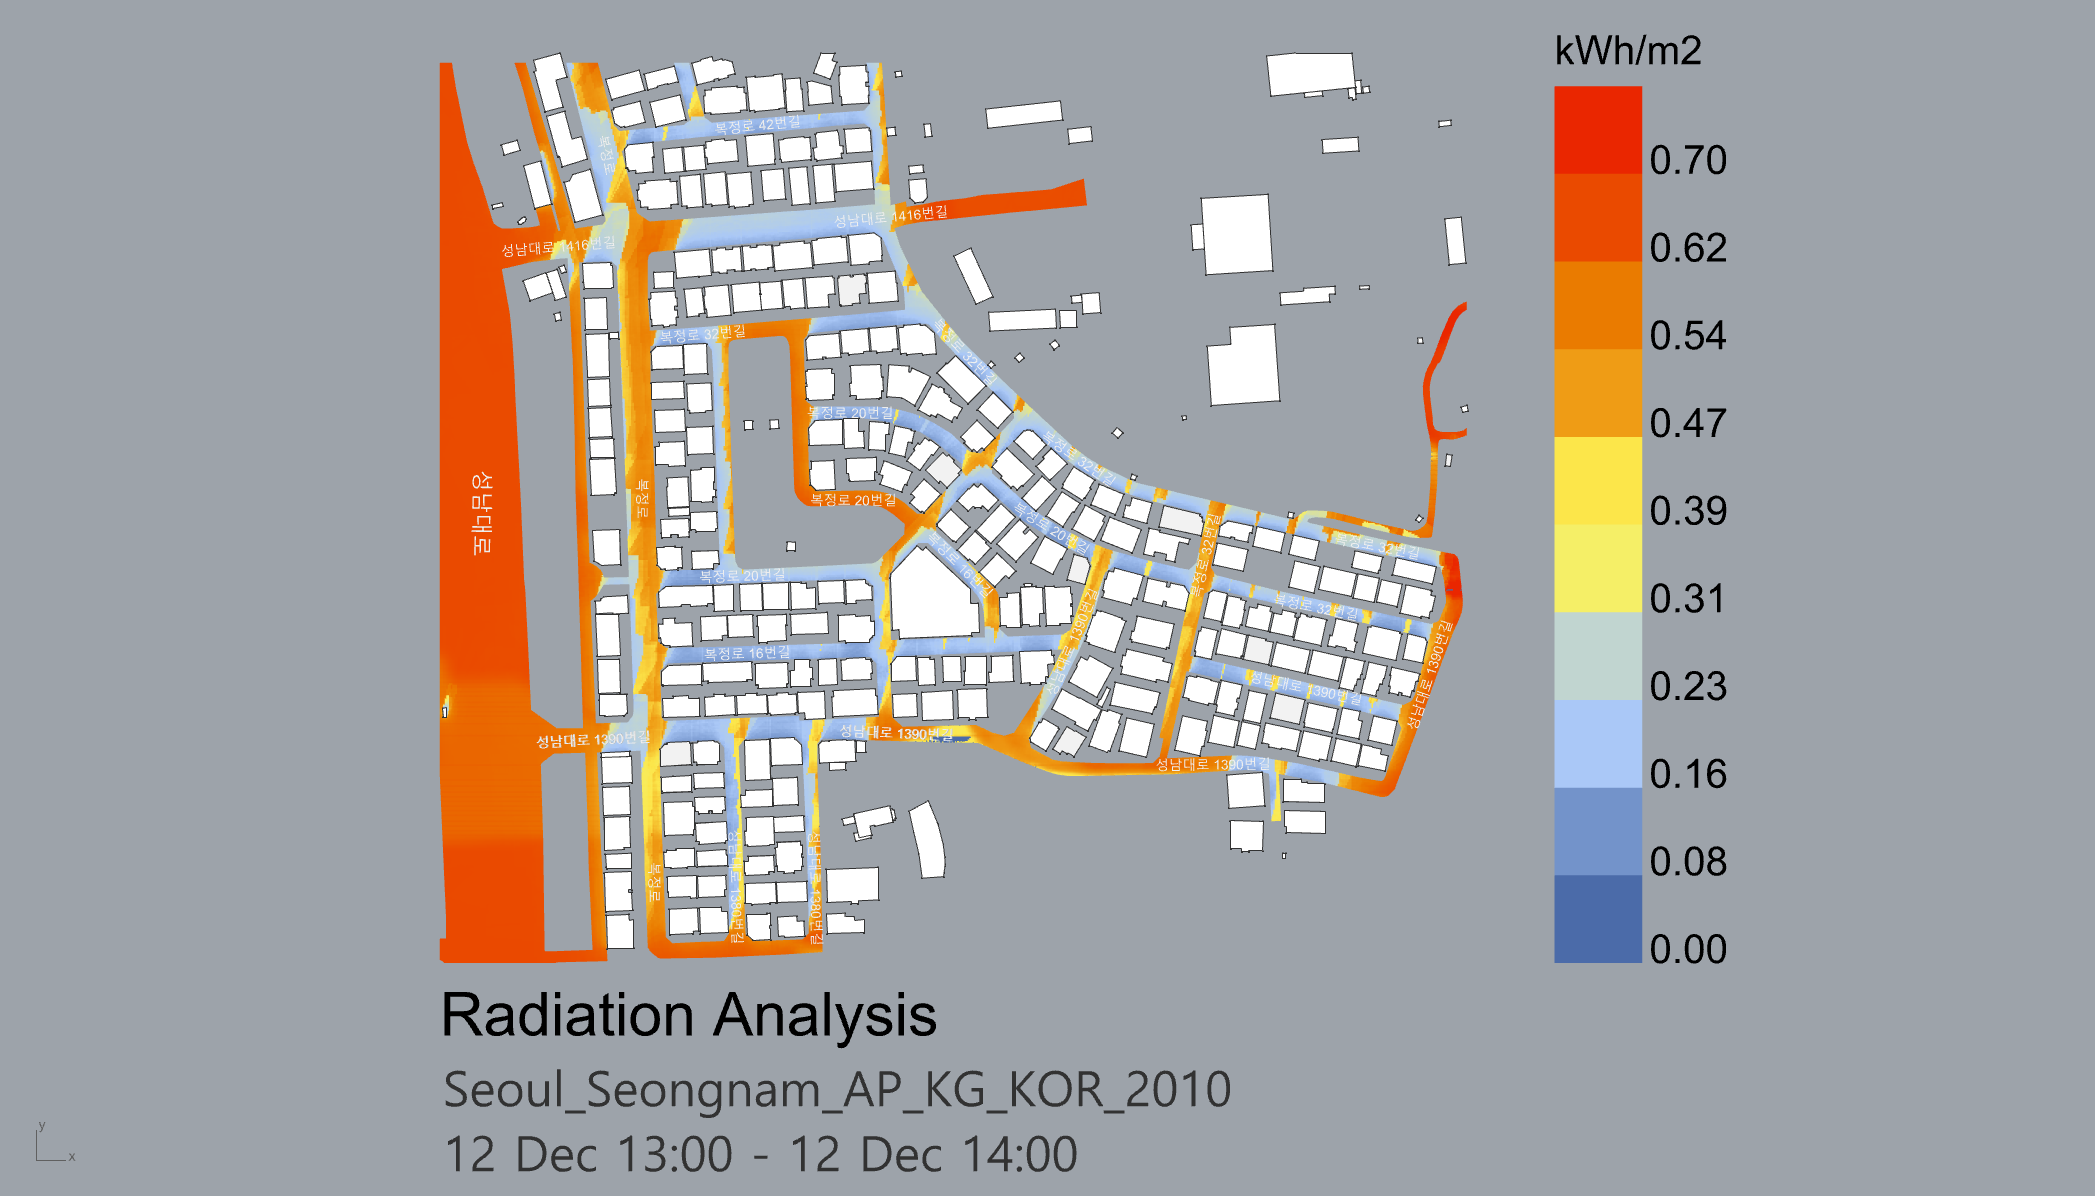 kWh/m2
0.70
0.62
0.54
0.47
0.39
0.31
0.23
0.16
0.08
0.00
복정로 42번길
복정로
성남대로 1416번길
성남대로 1416번길
복정로 32번길
복정로 32번길
복정로 20번길
복정로 32번길
성남대로
복정로
복정로 20번길
복정로 20번길
복정로 32번길
복정로 32번길
복정로 16번길
복정로 20번길
복정로 32번길
성남대로 1390번길
복정로 16번길
성남대로 1390번길
성남대로 1390번길
성남대로 1390번길
성남대로 1390번길
성남대로 1390번길
복정로
성남대로 1380번길
성남대로 1380번길
Radiation Analysis
Seoul_Seongnam_AP_KG_KOR_2010
12 Dec 13:00 - 12 Dec 14:00
y
x